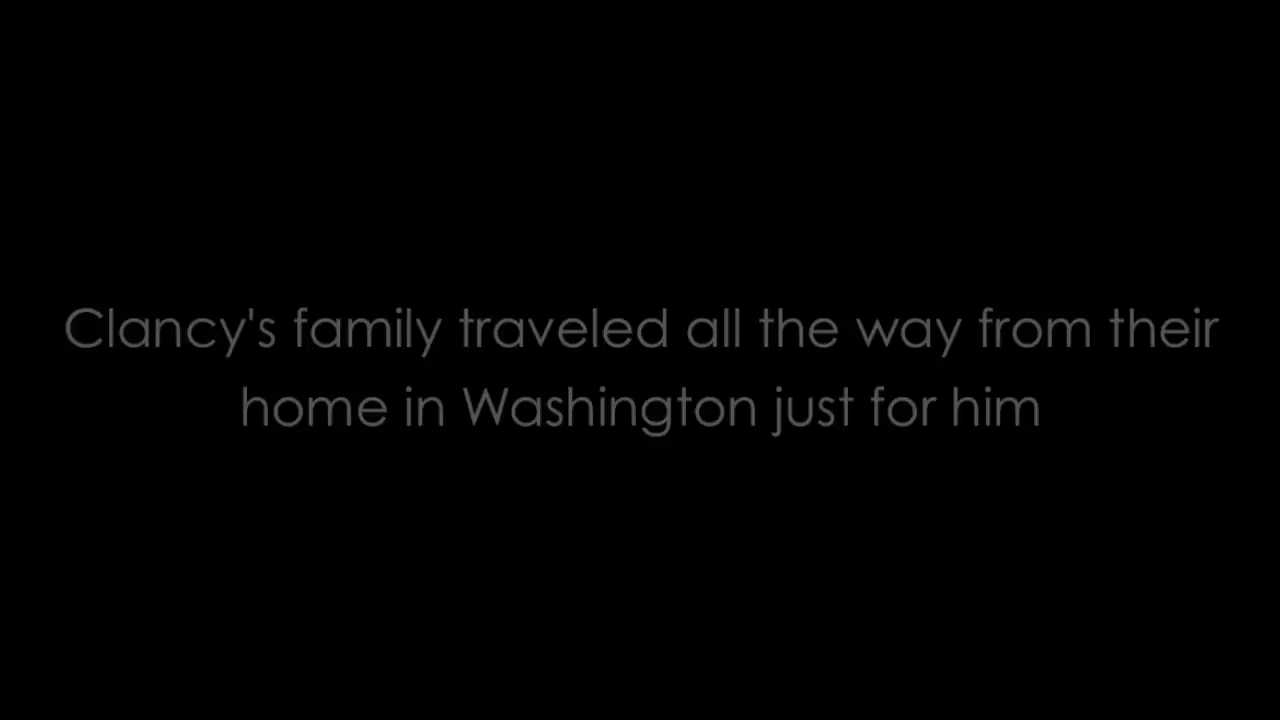 Clancy's family traveled all the way from their
home in Washington just for him